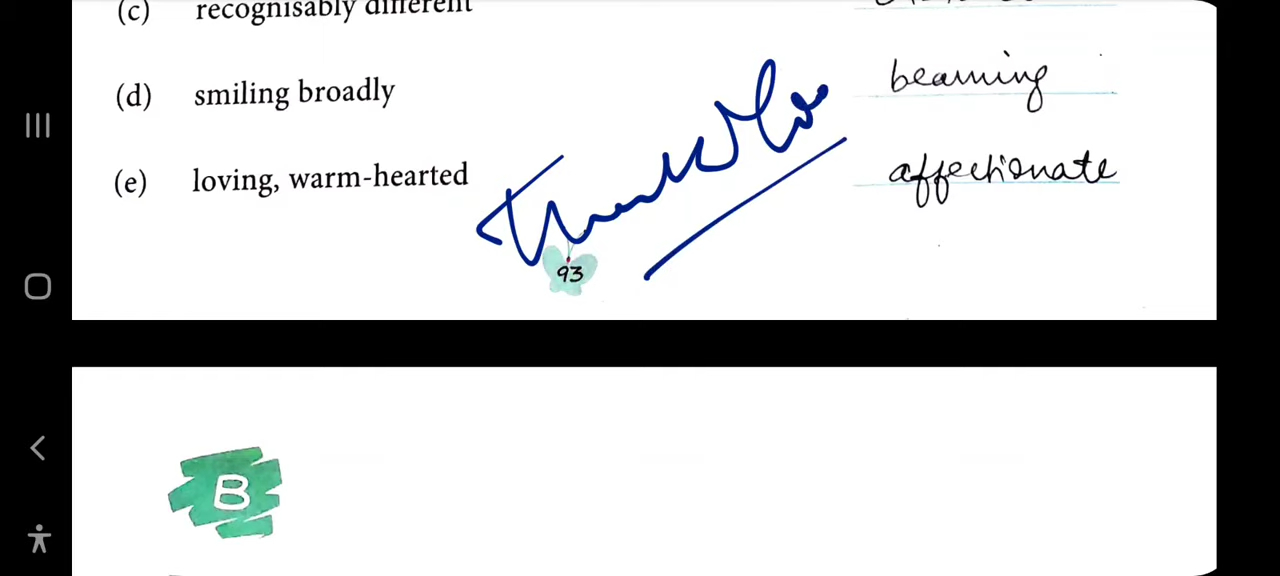 (c) recognisably different
(d) smiling broadly beaming
(e) loving, warm-hearted affectionate
93
B